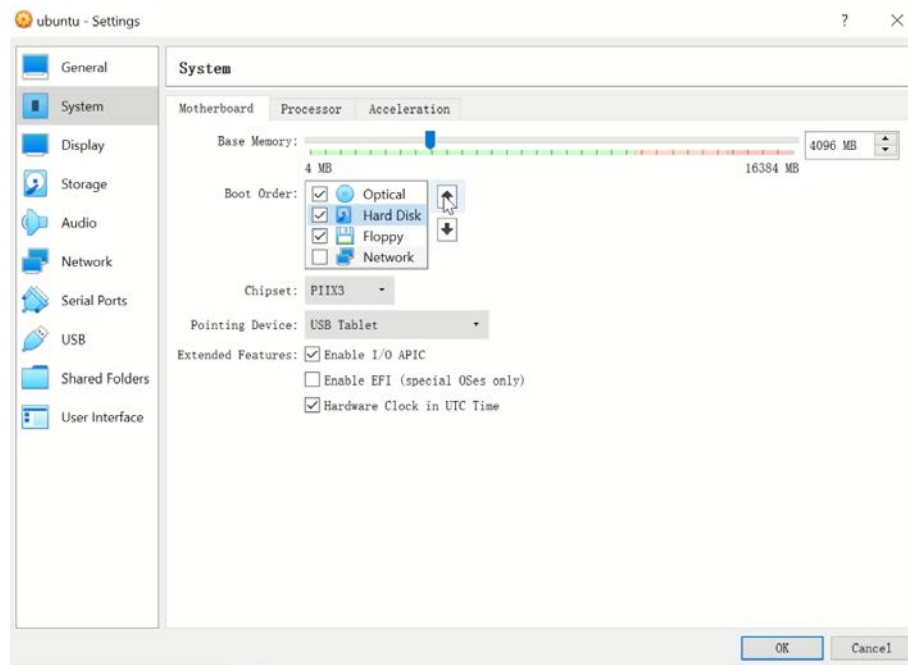 ubuntu - Settings ?
General
System
Display
Storage
Audio
Network
Serial Ports
USB
Shared Folders
User Interface
System
Motherboard Processor Acceleration
Base Memory: 4096 MB
4 MB 16384 MB
Boot Order: Optical
Hard Disk
Floppy
Network
Chipset: PIIX3
Pointing Device: USB Tablet
Extended Features: Enable I/O APIC
Enable EFI (special OSes only)
Hardware Clock in UTC Time
OK Cancel